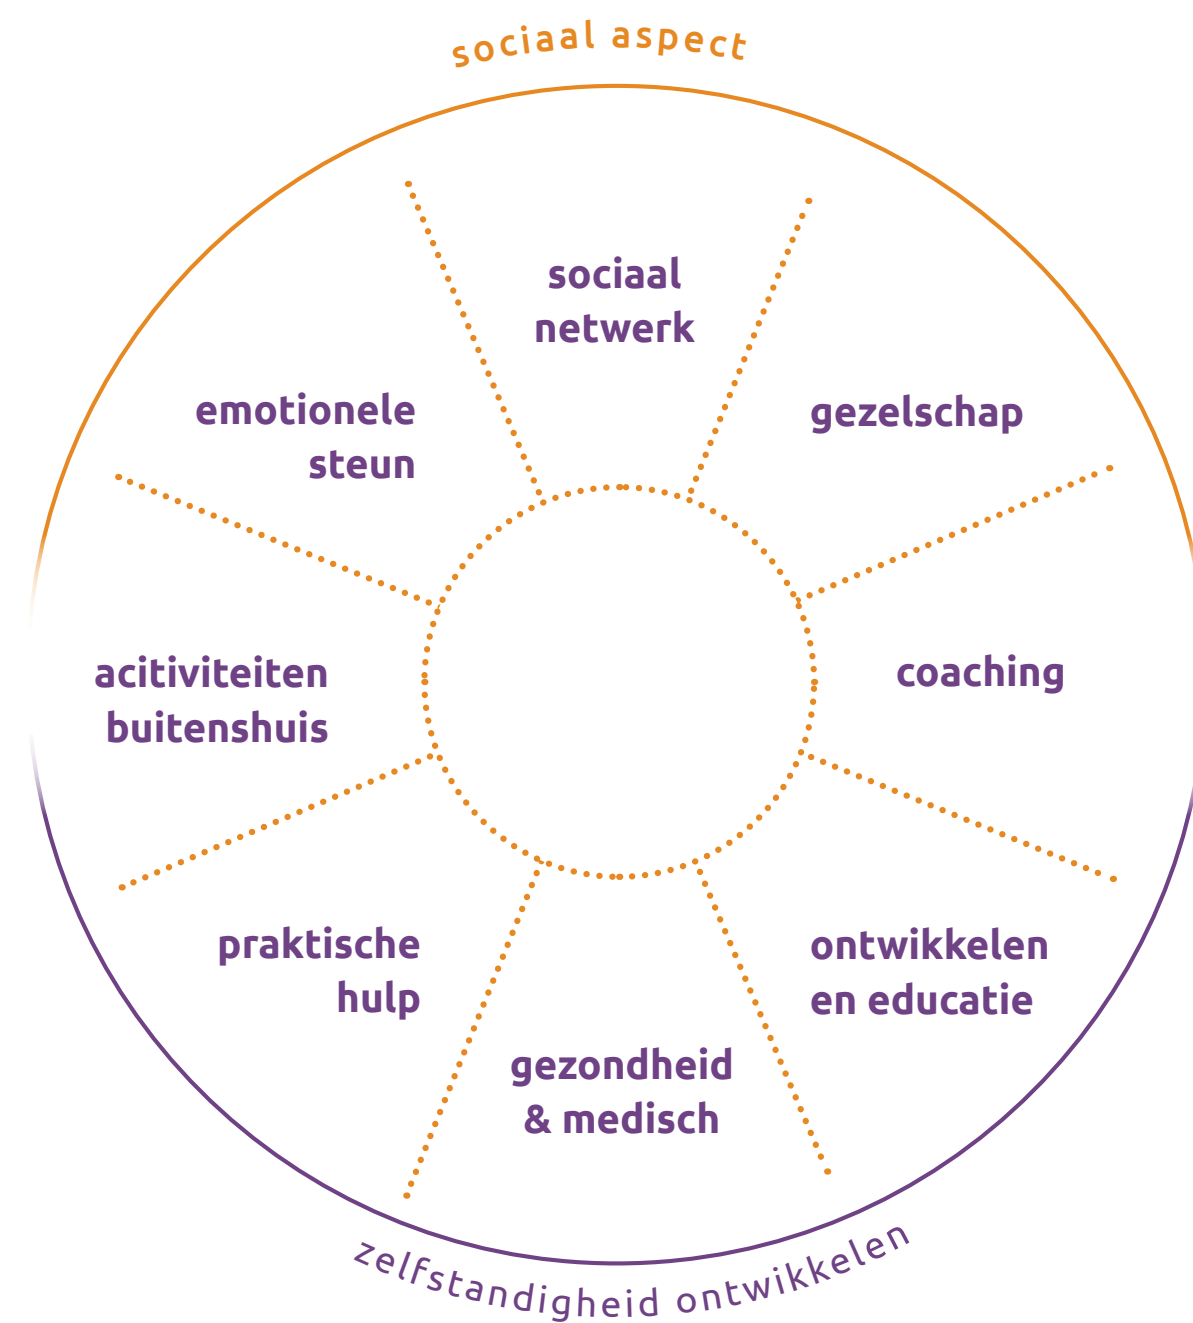 sociaal aspect
sociaal
netwerk
emotionele
steun
gezelschap
acitiviteiten
buitenshuis
coaching
praktische
hulp
ontwikkelen
en educatie
gezondheid
& medisch
zelfstandigheid ontwikkelen